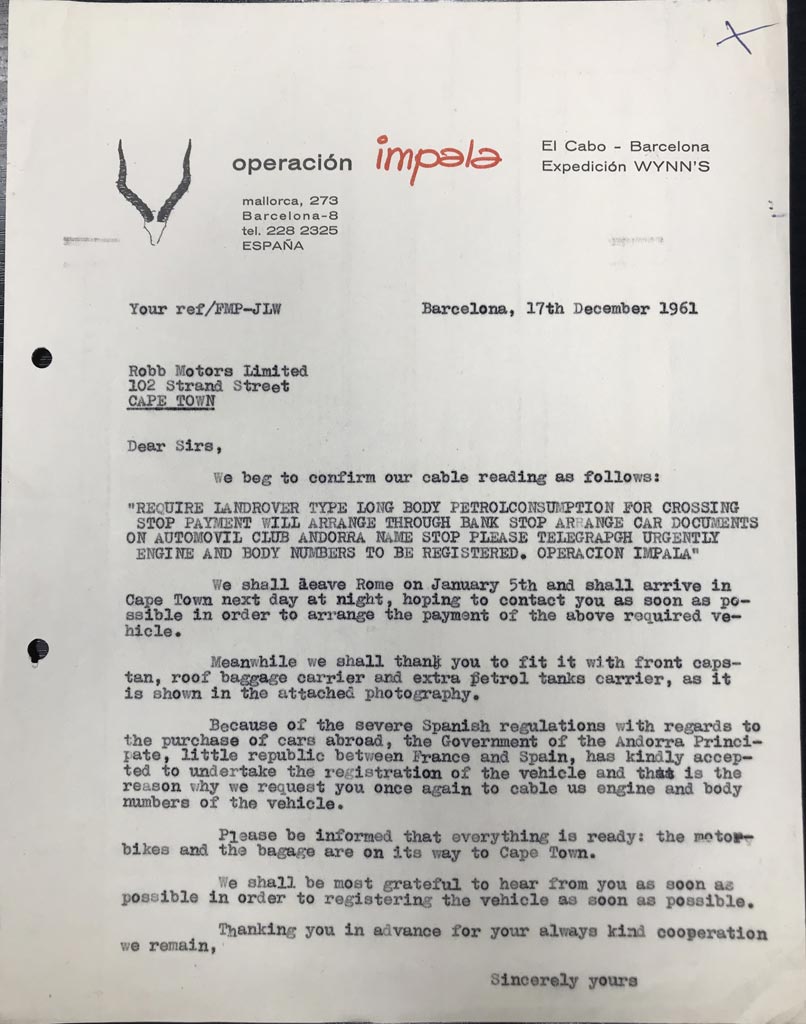 operación impala
El Cabo - Barcelona
Expedición WYNN'S
mallorca, 273
Barcelona-8
tel. 228 2325
ESPAÑA
Your ref/FMP-JLW
Barcelona, 17th December 1961
Robb Motors Limited
102 Strand Street
CAPE TOWN
Dear Sirs,
We beg to confirm our cable reading as follows:
"REQUIRE LANDROVER TYPE LONG BODY PETROLCONSUMPTION FOR CROSSING
STOP PAYMENT WILL ARRANGE THROUGH BANK STOP ARRANGE CAR DOCUMENTS
ON AUTOMOVIL CLUB ANDORRA NAME STOP PLEASE TELEGRAPGH URGENTLY
ENGINE AND BODY NUMBERS TO BE REGISTERED. OPERACION IMPALA"
We shall leave Rome on January 5th and shall arrive in
Cape Town next day at night, hoping to contact you as soon as po-
ssible in order to arrange the payment of the above required ve-
hicle.
Meanwhile we shall thank you to fit it with front caps-
tan, roof baggage carrier and extra petrol tanks carrier, as it
is shown in the attached photography.
Because of the severe Spanish regulations with regards to
the purchase of cars abroad, the Government of the Andorra Princi-
pate, little republic between France and Spain, has kindly accep-
ted to undertake the registration of the vehicle and that is the
reason why we request you once again to cable us engine and body
numbers of the vehicle.
Please be informed that everything is ready: the motor-
bikes and the bagage are on its way to Cape Town.
We shall be most grateful to hear from you as soon as
possible in order to registering the vehicle as soon as possible.
Thanking you in advance for your always kind cooperation
we remain,
Sincerely yours